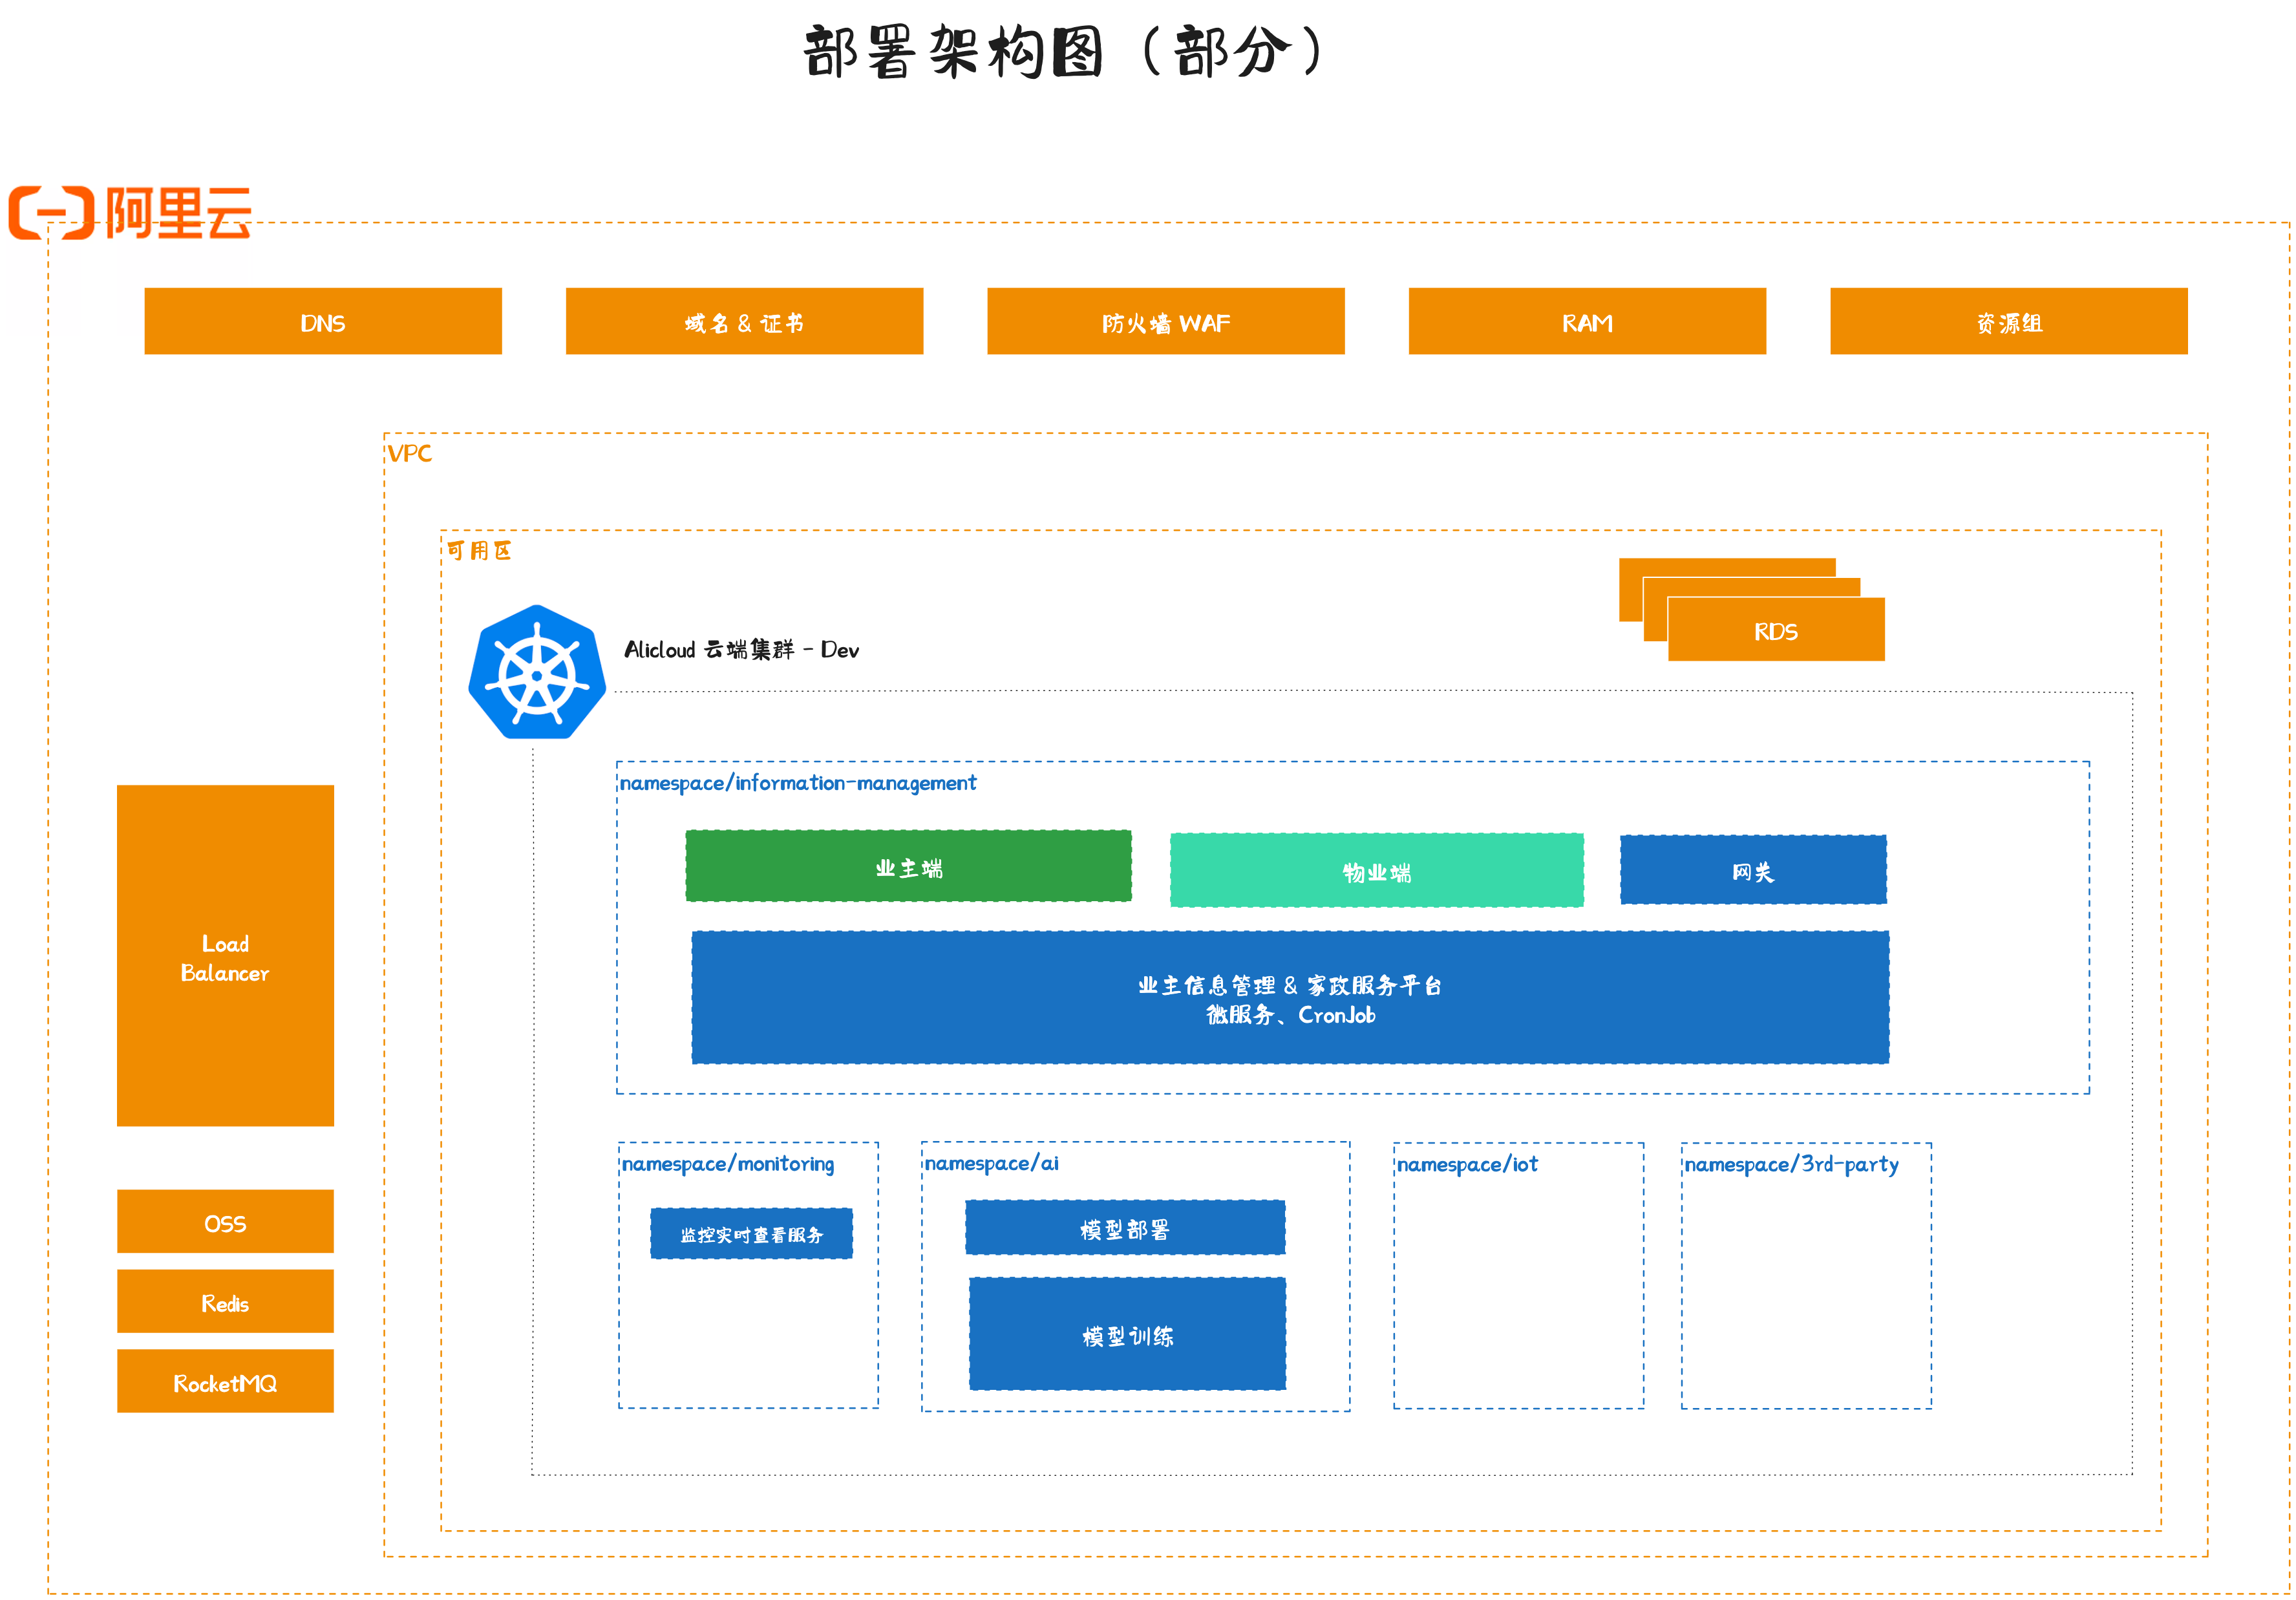 部署架构图（部分）
阿里云
DNS
域名 & 证书
防火墙 WAF
RAM
资源组
VPC
可用区
Alicloud 云端集群 - Dev
RDS
namespace/information-management
业主端
物业端
网关
业主信息管理 & 家政服务平台
微服务、CronJob
Load
Balancer
namespace/monitoring
监控实时查看服务
namespace/ai
模型部署
模型训练
namespace/iot
namespace/3rd-party
OSS
Redis
RocketMQ